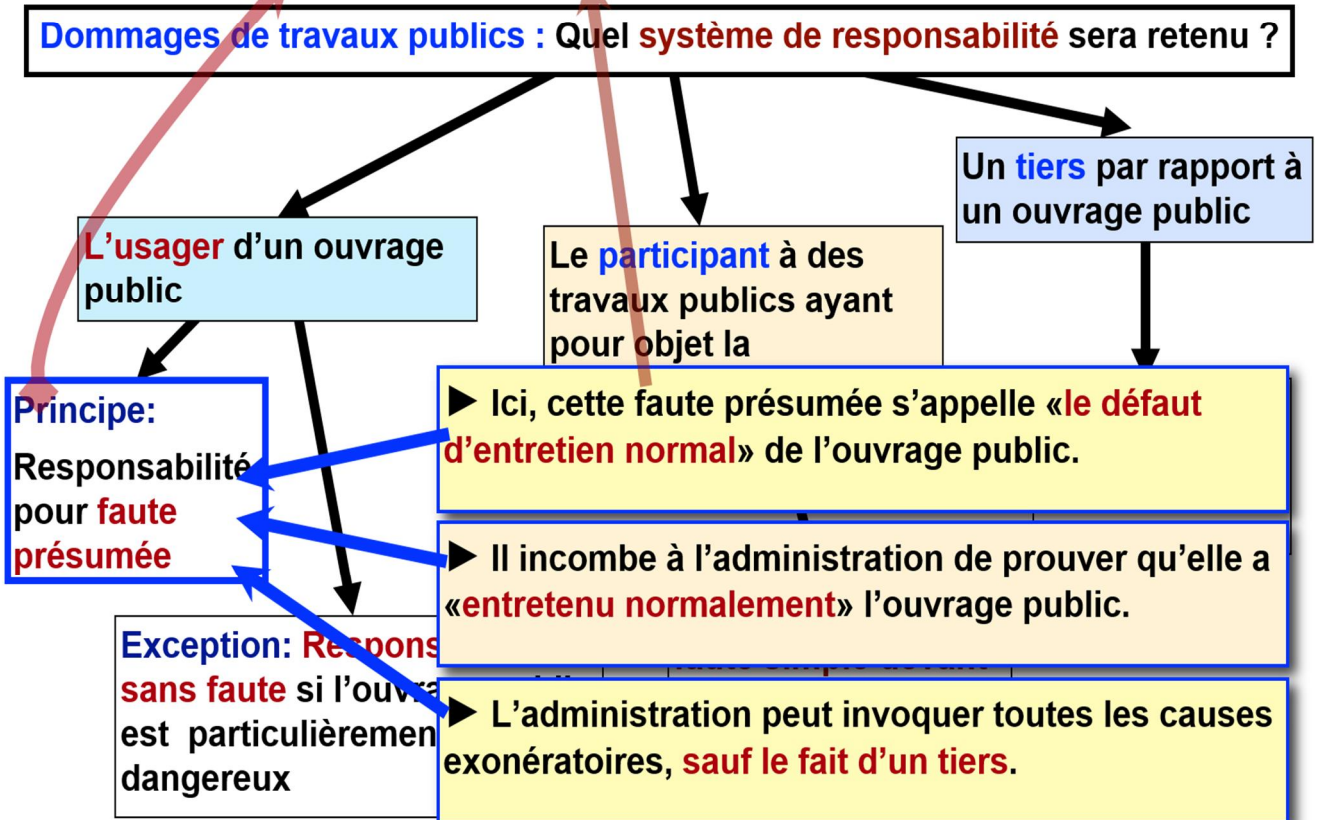 Dommages de travaux publics : Quel système de responsabilité sera retenu ?
Un tiers par rapport à
un ouvrage public
L’usager d’un ouvrage
public
Le participant à des
travaux publics ayant
pour objet la
Principe:
Responsabilité
pour faute
présumée
► Ici, cette faute présumée s’appelle «le défaut
d’entretien normal» de l’ouvrage public.
► Il incombe à l’administration de prouver qu’elle a
«entretenu normalement» l’ouvrage public.
Exception:
sans faute si
est particulièrement
dangereux
► L’administration peut invoquer toutes les causes
exonératoires, sauf le fait d’un tiers.